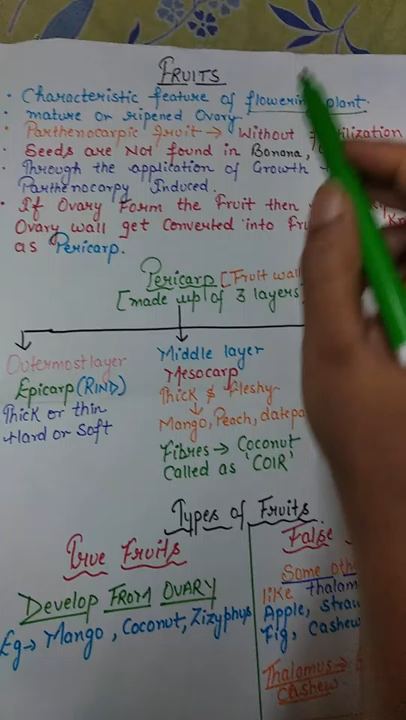 FRUITS
• Characteristic feature of flowering plant.
• mature or ripened Ovary
• Parthenocarpic fruit → Without
• Seeds are Not found in Bonana,
• Through the application of Growth
Parthenocarpy Induced.
• If Ovary Form the Fruit then
Ovary wall get Converted into
as Pericarp.
Pericarp [Fruit wall
[made up of 3 layers]
Outermost layer
Epicarp (RIND)
Thick or thin
Hard or Soft
Middle layer
Mesocarp
Thick & fleshy
↓
Mango, Peach, datepa
Fibres → Coconut
Called as 'COIR'
Types of Fruits
True Fruits
Develop FROM OVARY
Eg → Mango, Coconut, Zizyphus
False
Some
like
Apple,
Fig, Cashew
Thalamus →
Cashew.